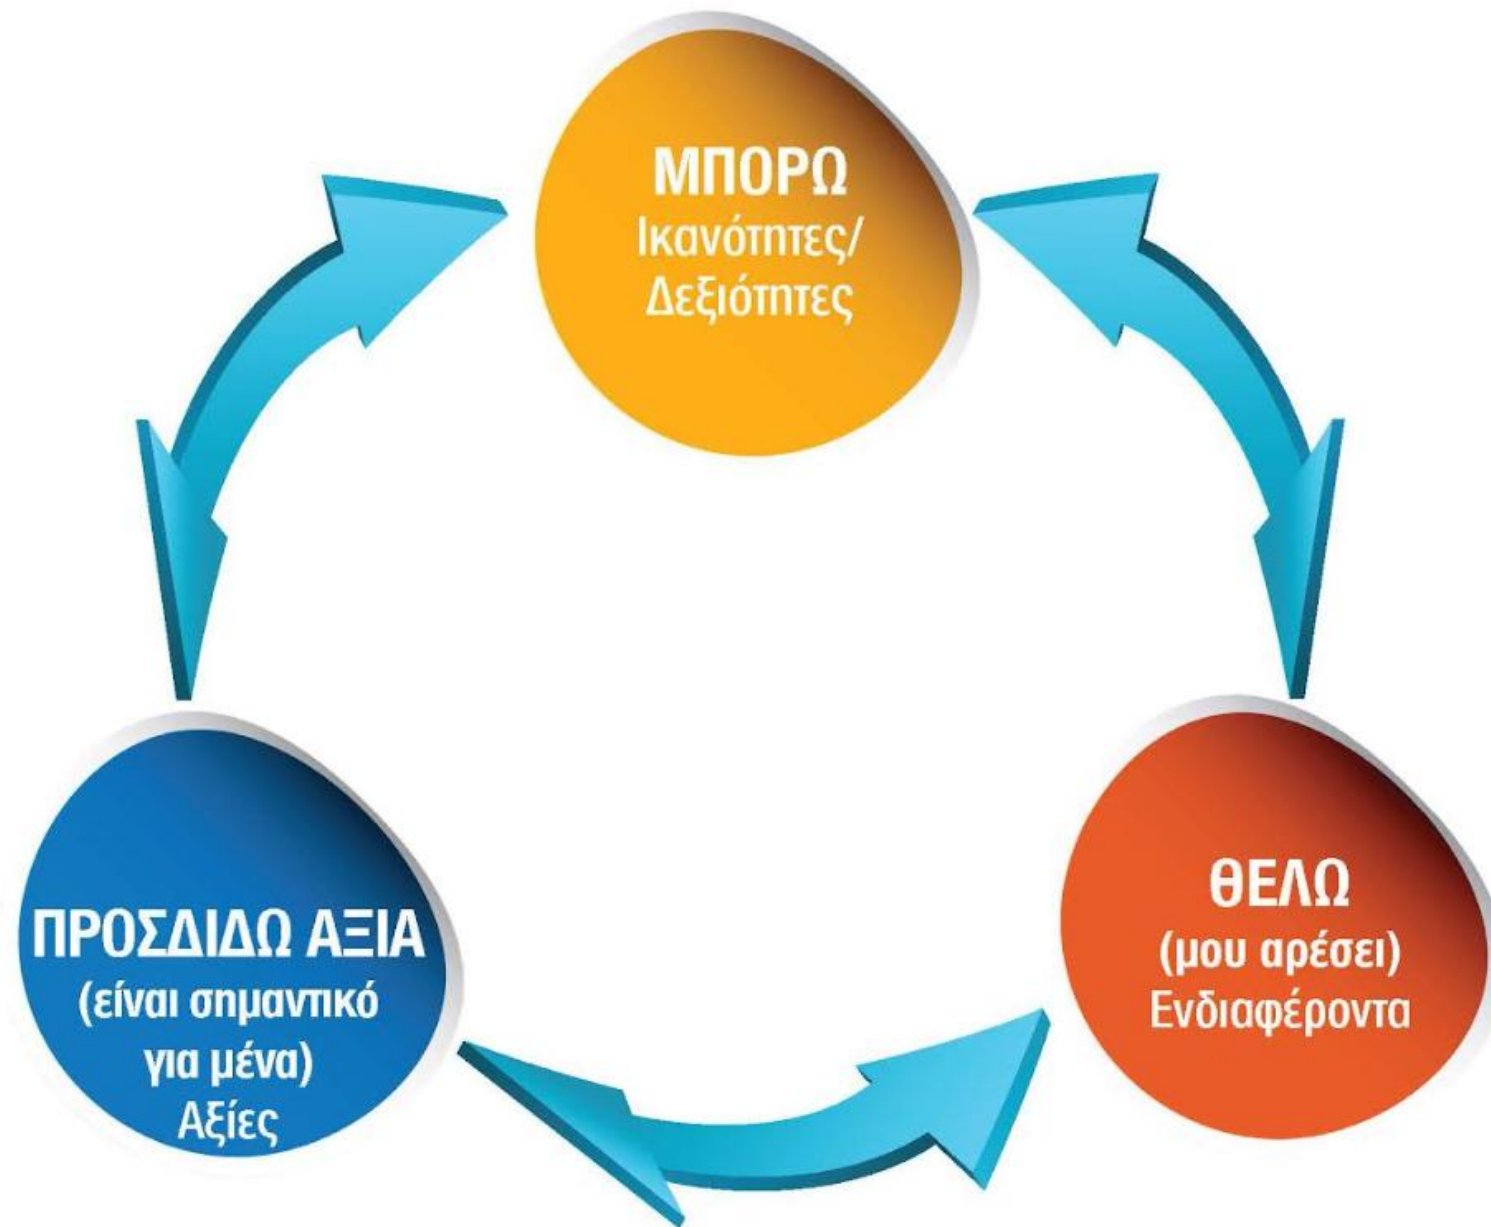 ΜΠΟΡΩ
Ικανότητες/
Δεξιότητες
ΠΡΟΣΔΙΔΩ ΑΞΙΑ
(είναι σημαντικό
για μένα)
Αξίες
ΘΕΛΩ
(μου αρέσει)
Ενδιαφέροντα